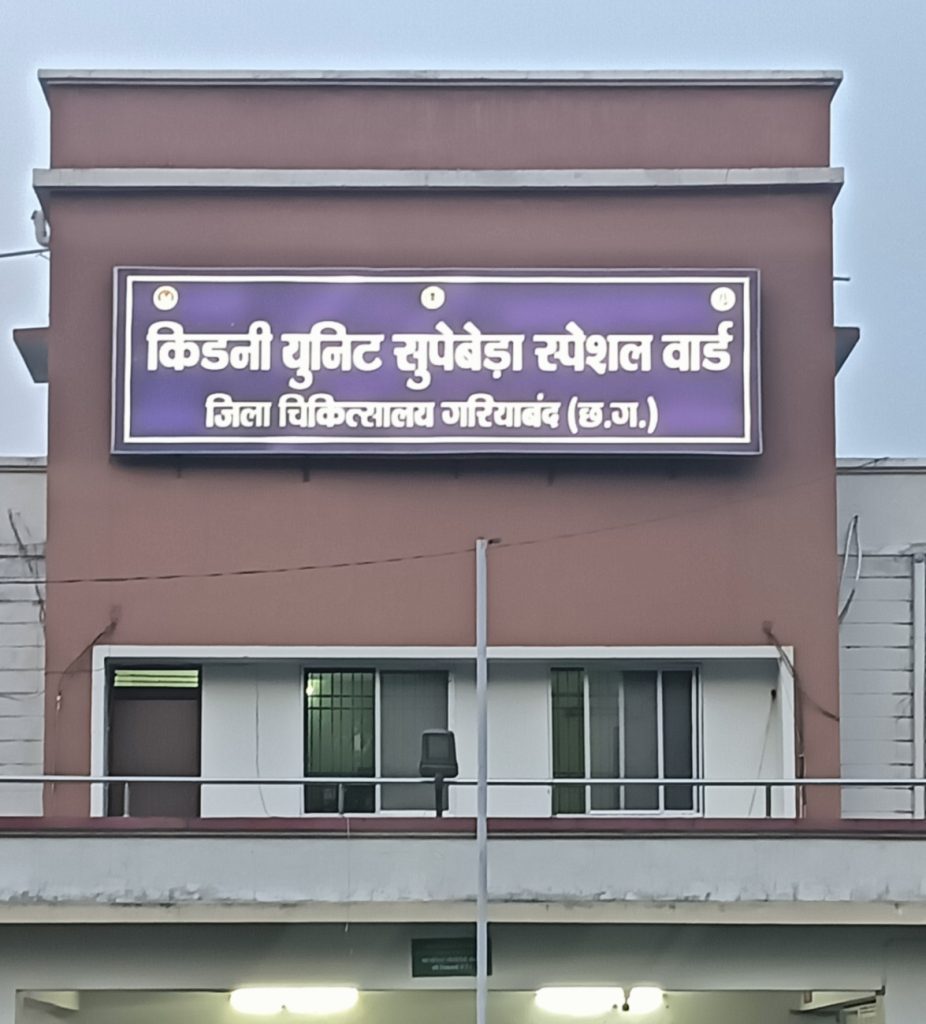 किडनी युनिट सुपेबेड़ा स्पेशल वार्ड
जिला चिकित्सालय गरियाबंद (छ.ग.)